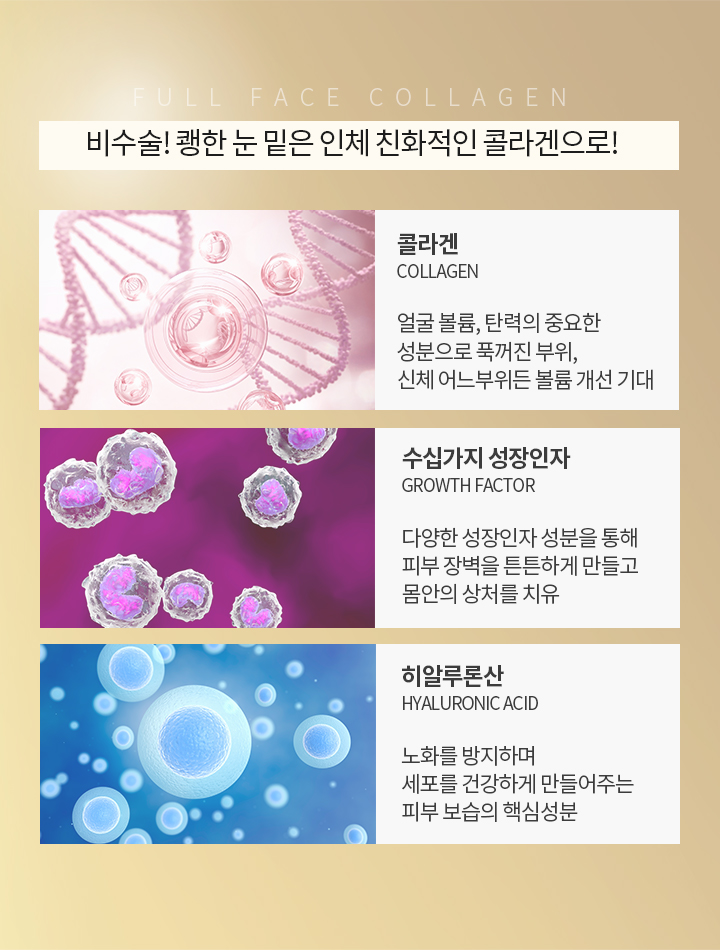 FULL FACE COLLAGEN
비수술! 쾡한 눈 밑은 인체 친화적인 콜라겐으로!
콜라겐
COLLAGEN
얼굴 볼륨, 탄력의 중요한
성분으로 푹꺼진 부위,
신체 어느부위든 볼륨 개선 기대
수십가지 성장인자
GROWTH FACTOR
다양한 성장인자 성분을 통해
피부 장벽을 튼튼하게 만들고
몸안의 상처를 치유
히알루론산
HYALURONIC ACID
노화를 방지하며
세포를 건강하게 만들어주는
피부 보습의 핵심성분